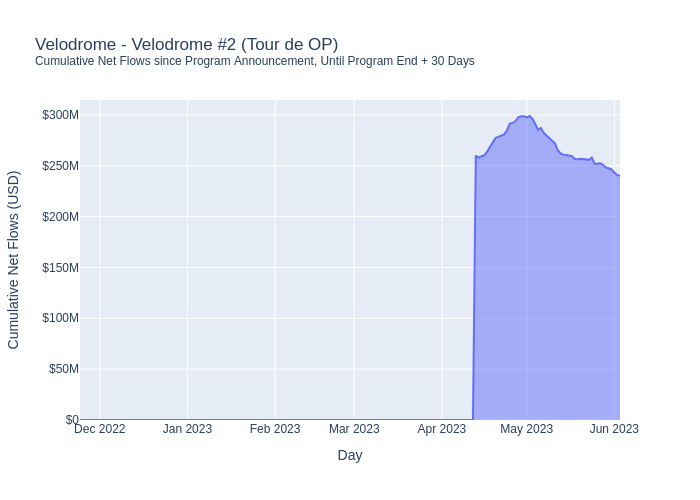 Velodrome - Velodrome #2 (Tour de OP)
Cumulative Net Flows since Program Announcement, Until Program End + 30 Days
Cumulative Net Flows (USD)
$300M
$250M
$200M
$150M
$100M
$50M
$0
Dec 2022 Jan 2023 Feb 2023 Mar 2023 Apr 2023 May 2023 Jun 2023
Day